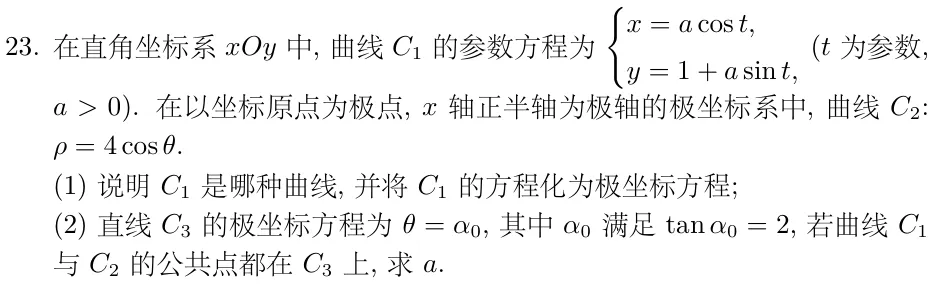 23. 在直角坐标系 xOy 中, 曲线 C₁ 的参数方程为 { x = a cos t, y = 1 + a sin t, (t 为参数,
a > 0). 在以坐标原点为极点, x 轴正半轴为极轴的极坐标系中, 曲线 C₂:
ρ = 4 cos θ.
(1) 说明 C₁ 是哪种曲线, 并将 C₁ 的方程化为极坐标方程;
(2) 直线 C₃ 的极坐标方程为 θ = α₀, 其中 α₀ 满足 tan α₀ = 2, 若曲线 C₁
与 C₂ 的公共点都在 C₃ 上, 求 a.